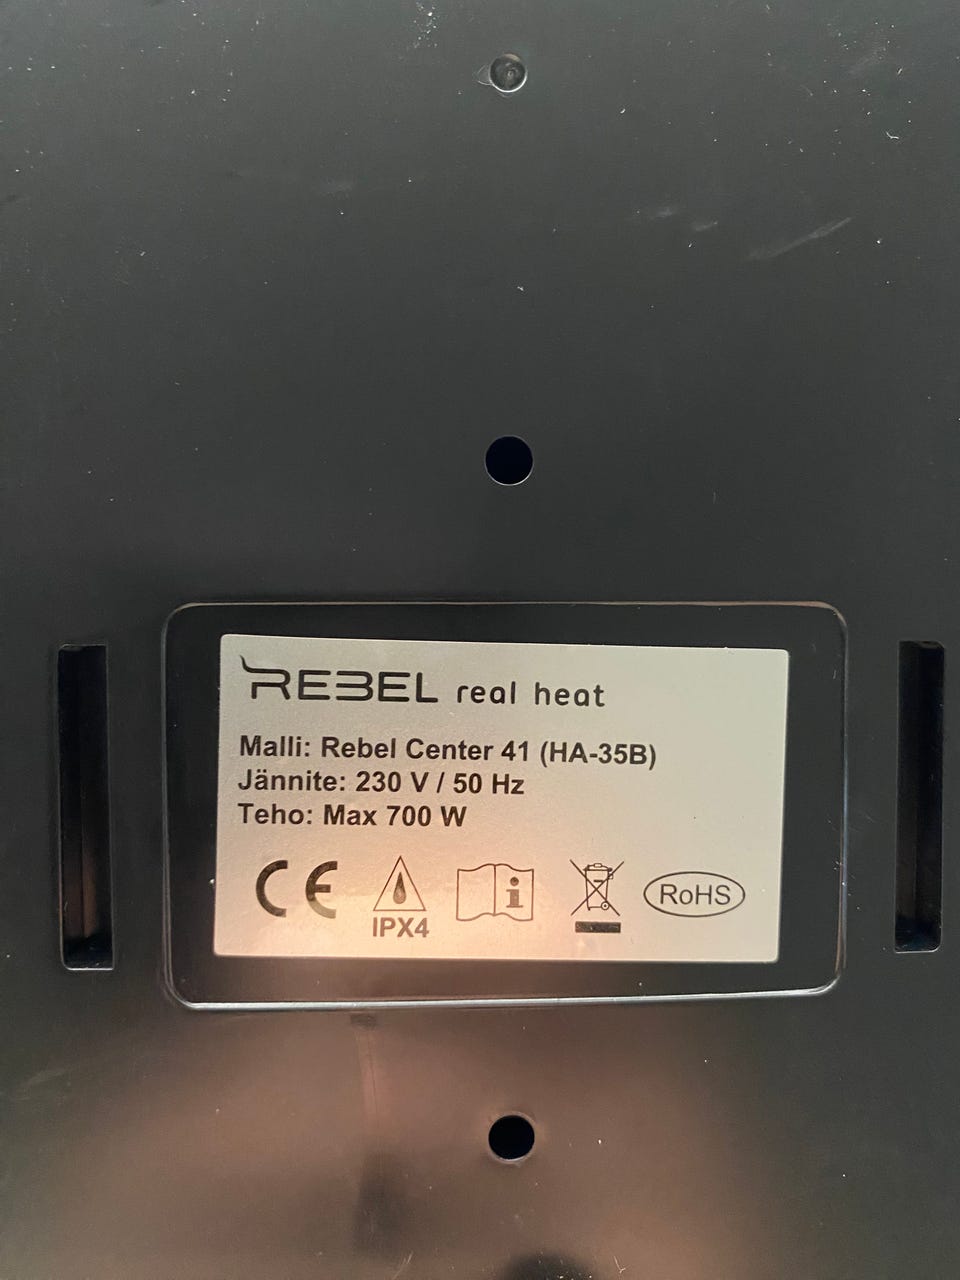 REBEL real heat
Malli: Rebel Center 41 (HA-35B)
Jännite: 230 V / 50 Hz
Teho: Max 700 W
CE IPX4 i RoHS